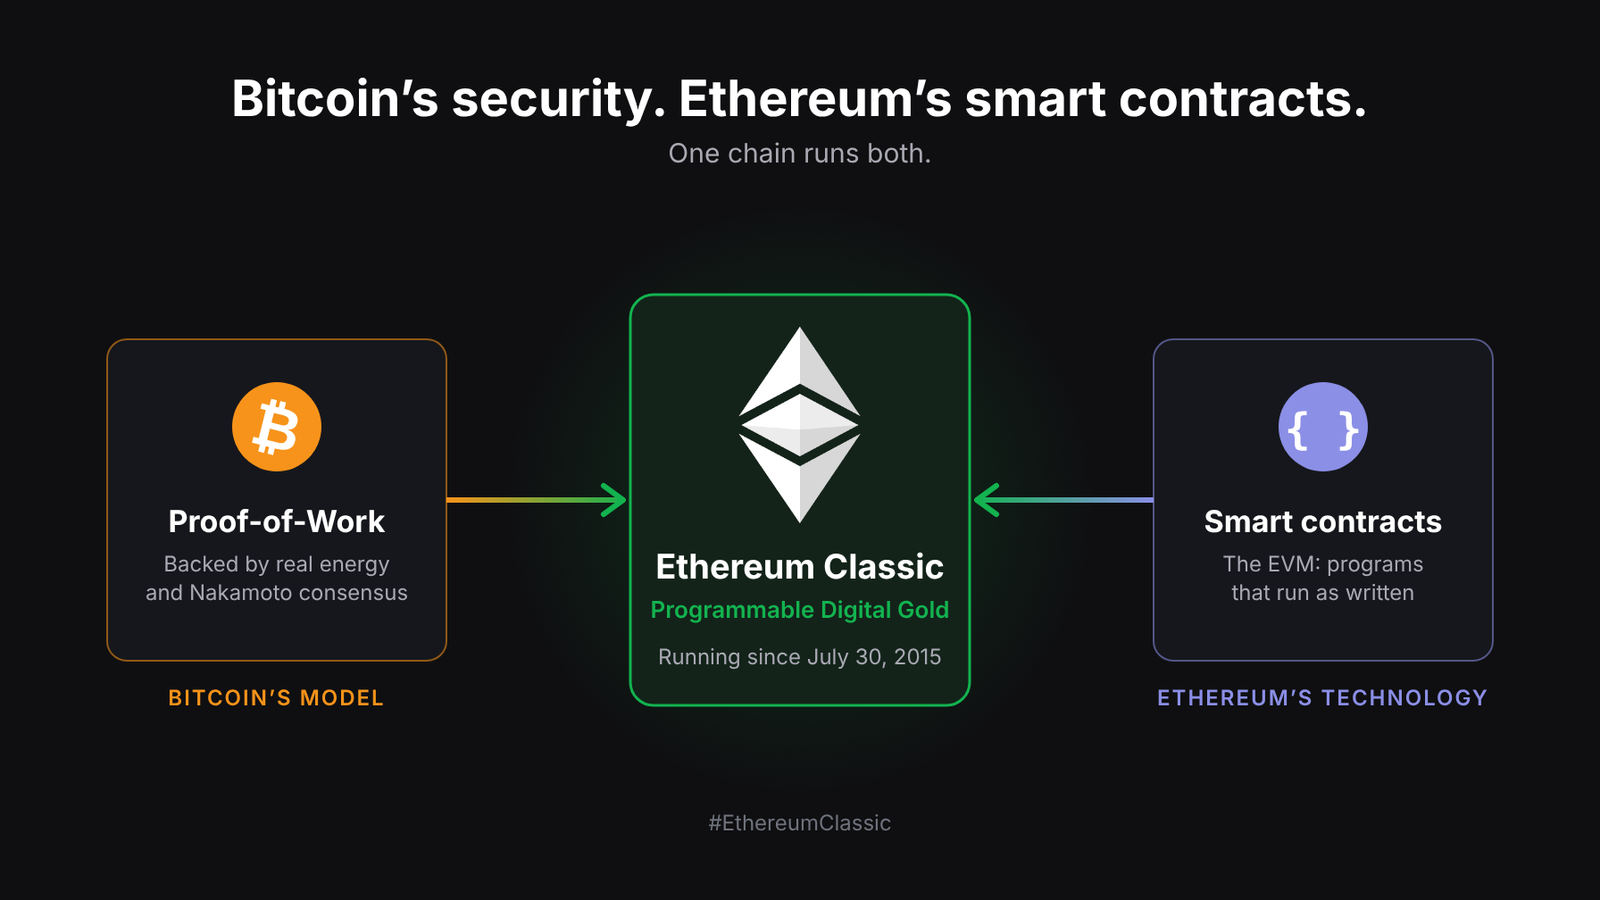 Bitcoin’s security. Ethereum’s smart contracts.
One chain runs both.
Proof-of-Work
Backed by real energy
and Nakamoto consensus
BITCOIN’S MODEL
Ethereum Classic
Programmable Digital Gold
Running since July 30, 2015
{ }
Smart contracts
The EVM: programs
that run as written
ETHEREUM’S TECHNOLOGY
#EthereumClassic